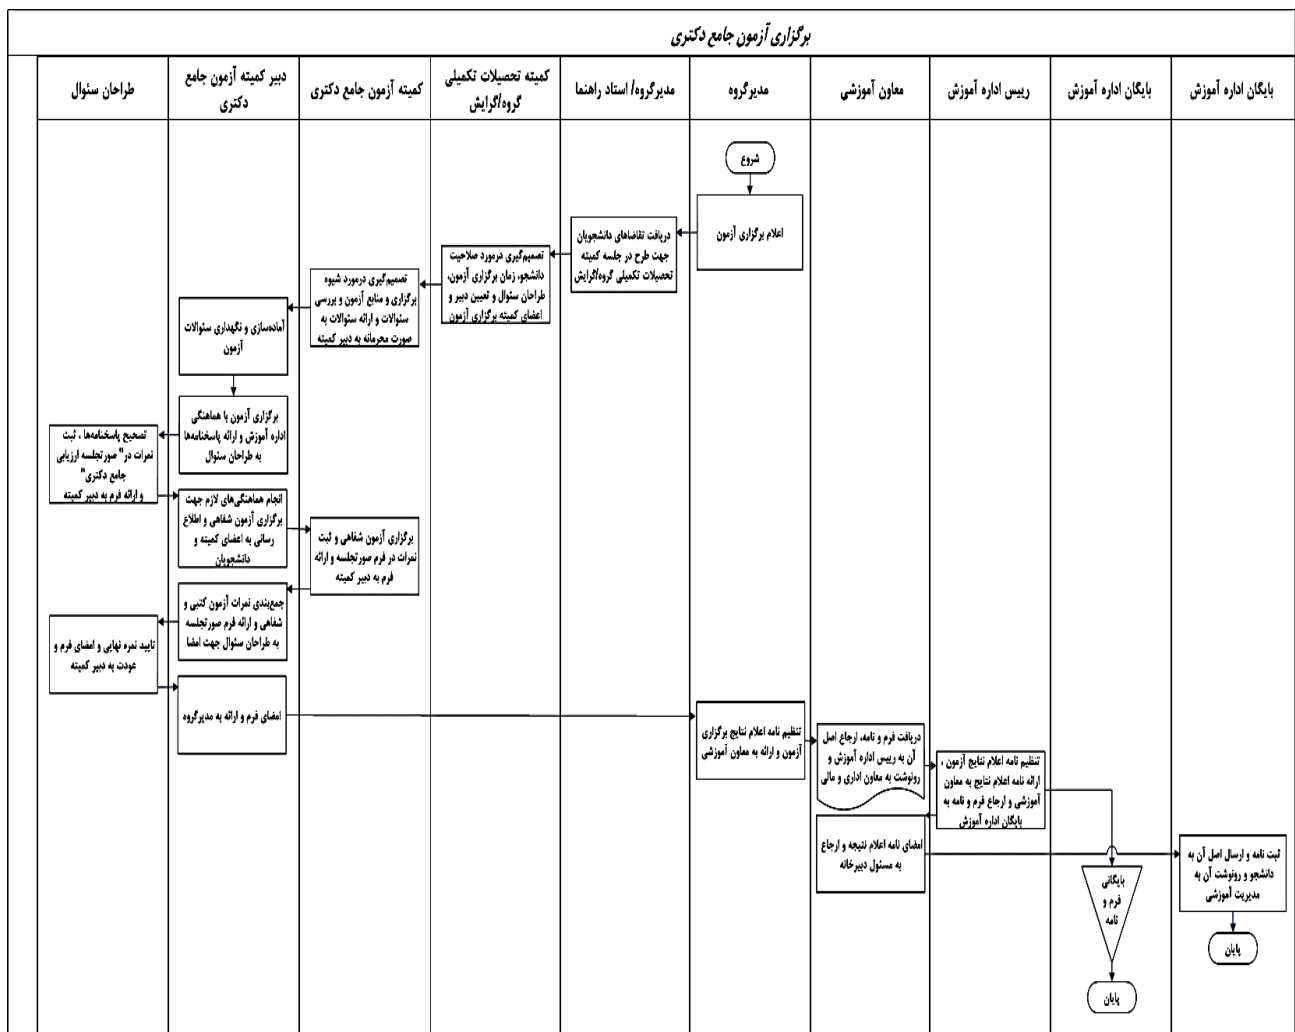 برگزاری آزمون جامع دکتری
بایگان اداره آموزش
بایگان اداره آموزش
رییس اداره آموزش
معاون آموزشی
مدیرگروه
مدیرگروه/ استاد راهنما
کمیته تحصیلات تکمیلی
گروه/گرایش
کمیته آزمون جامع دکتری
دبیر کمیته آزمون جامع
دکتری
طراحان سئوال
شروع
اعلام برگزاری آزمون
دریافت تقاضاهای دانشجویان
جهت طرح در جلسه کمیته
تحصیلات تکمیلی گروه/گرایش
تصمیم‌گیری درمورد صلاحیت
دانشجو، زمان برگزاری آزمون،
طراحان سئوال و تعیین دبیر و
اعضای کمیته برگزاری آزمون
تصمیم‌گیری درمورد شیوه
برگزاری و منابع آزمون و بررسی
سئوالات و ارائه سئوالات به
صورت محرمانه به دبیر کمیته
آماده‌سازی و نگهداری سئوالات
آزمون
برگزاری آزمون با هماهنگی
اداره آموزش و ارائه پاسخنامه‌ها
به طراحان سئوال
تصحیح پاسخنامه‌ها ، ثبت
نمرات در" صورتجلسه ارزیابی
جامع دکتری"
و ارائه فرم به دبیر کمیته
انجام هماهنگی‌های لازم جهت
برگزاری آزمون شفاهی و اطلاع
رسانی به اعضای کمیته و
دانشجویان
برگزاری آزمون شفاهی و ثبت
نمرات در فرم صورتجلسه و ارائه
فرم به دبیر کمیته
جمع‌بندی نمرات آزمون کتبی و
شفاهی و ارائه فرم صورتجلسه
به طراحان سئوال جهت امضا
تایید نمره نهایی و امضای فرم و
عودت به دبیر کمیته
امضای فرم و ارائه به مدیرگروه
تنظیم نامه اعلام نتایج برگزاری
آزمون و ارائه به معاون آموزشی
دریافت فرم و نامه، ارجاع اصل
آن به رییس اداره آموزش و
رونوشت به معاون اداری و مالی
تنظیم نامه اعلام نتایج آزمون ،
ارائه نامه اعلام نتایج به معاون
آموزشی و ارجاع فرم و نامه به
بایگان اداره آموزش
امضای نامه اعلام نتیجه و ارجاع
به مسئول دبیرخانه
بایگانی
فرم و
نامه
پایان
ثبت نامه و ارسال اصل آن به
دانشجو و رونوشت آن به
مدیریت آموزشی
پایان